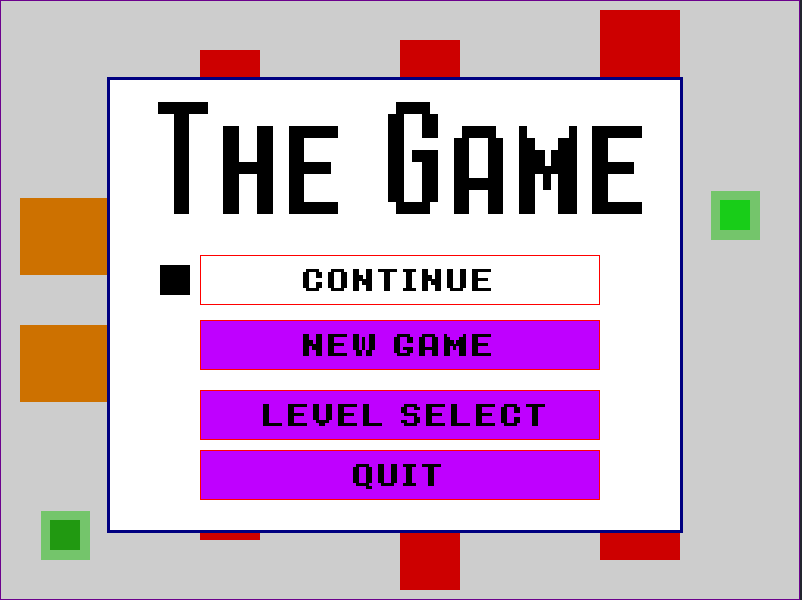 THE GAME
CONTINUE
NEW GAME
LEVEL SELECT
QUIT